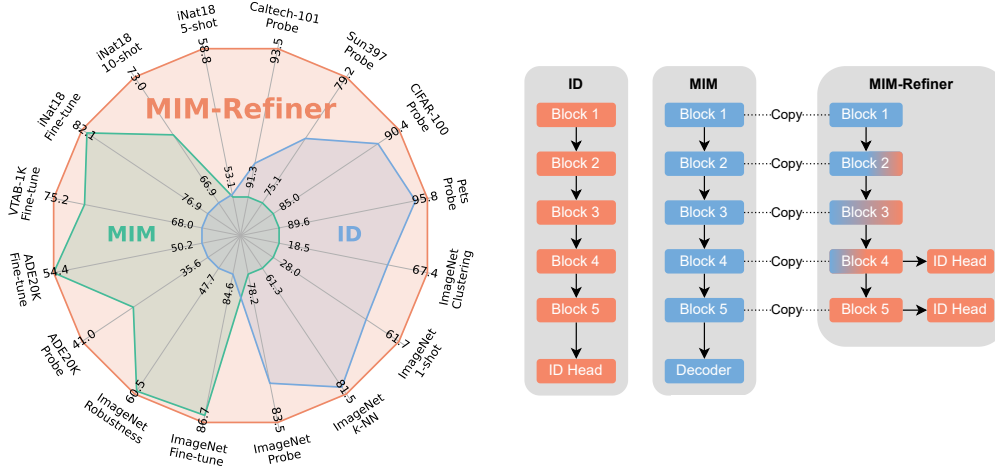 iNat18
5-shot
58.8
53.1
Caltech-101
Probe
93.5
91.3
Sun397
Probe
79.2
75.1
CIFAR-100
Probe
90.4
85.0
Pets
Probe
95.8
89.6
ImageNet
Clustering
67.4
18.5
ImageNet
1-shot
61.7
28.0
ImageNet
k-NN
81.5
61.3
ImageNet
Probe
83.5
78.2
ImageNet
Fine-tune
86.7
84.6
ImageNet
Robustness
60.5
47.7
ADE20K
Probe
41.0
35.6
ADE20K
Fine-tune
54.4
50.2
VTAB-1K
Fine-tune
75.2
68.0
iNat18
Fine-tune
82.1
76.9
iNat18
10-shot
73.0
66.9
MIM-Refiner
MIM
ID
ID
Block 1
Block 2
Block 3
Block 4
Block 5
ID Head
MIM
Block 1
Block 2
Block 3
Block 4
Block 5
Decoder
Copy
Copy
Copy
Copy
Copy
MIM-Refiner
Block 1
Block 2
Block 3
Block 4
ID Head
Block 5
ID Head